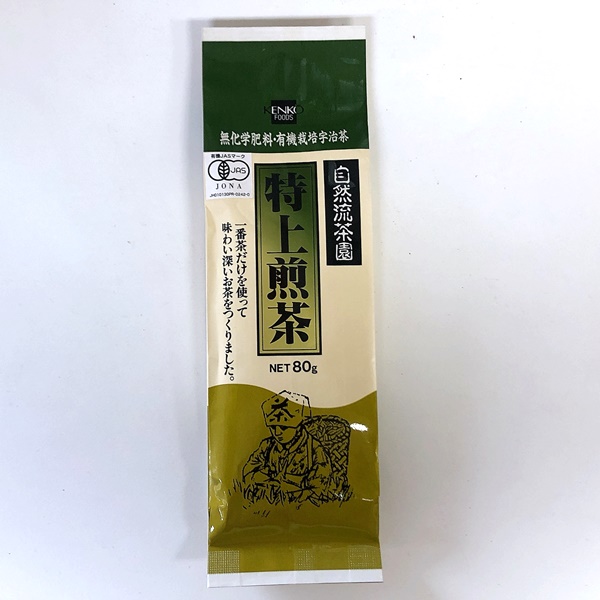 KENKO
FOODS
無化学肥料・有機栽培宇治茶
有機JASマーク
JAS
JONA
自然流茶園
特上煎茶
一番茶だけを使って
味わい深いお茶をつくりました。
NET 80g
茶